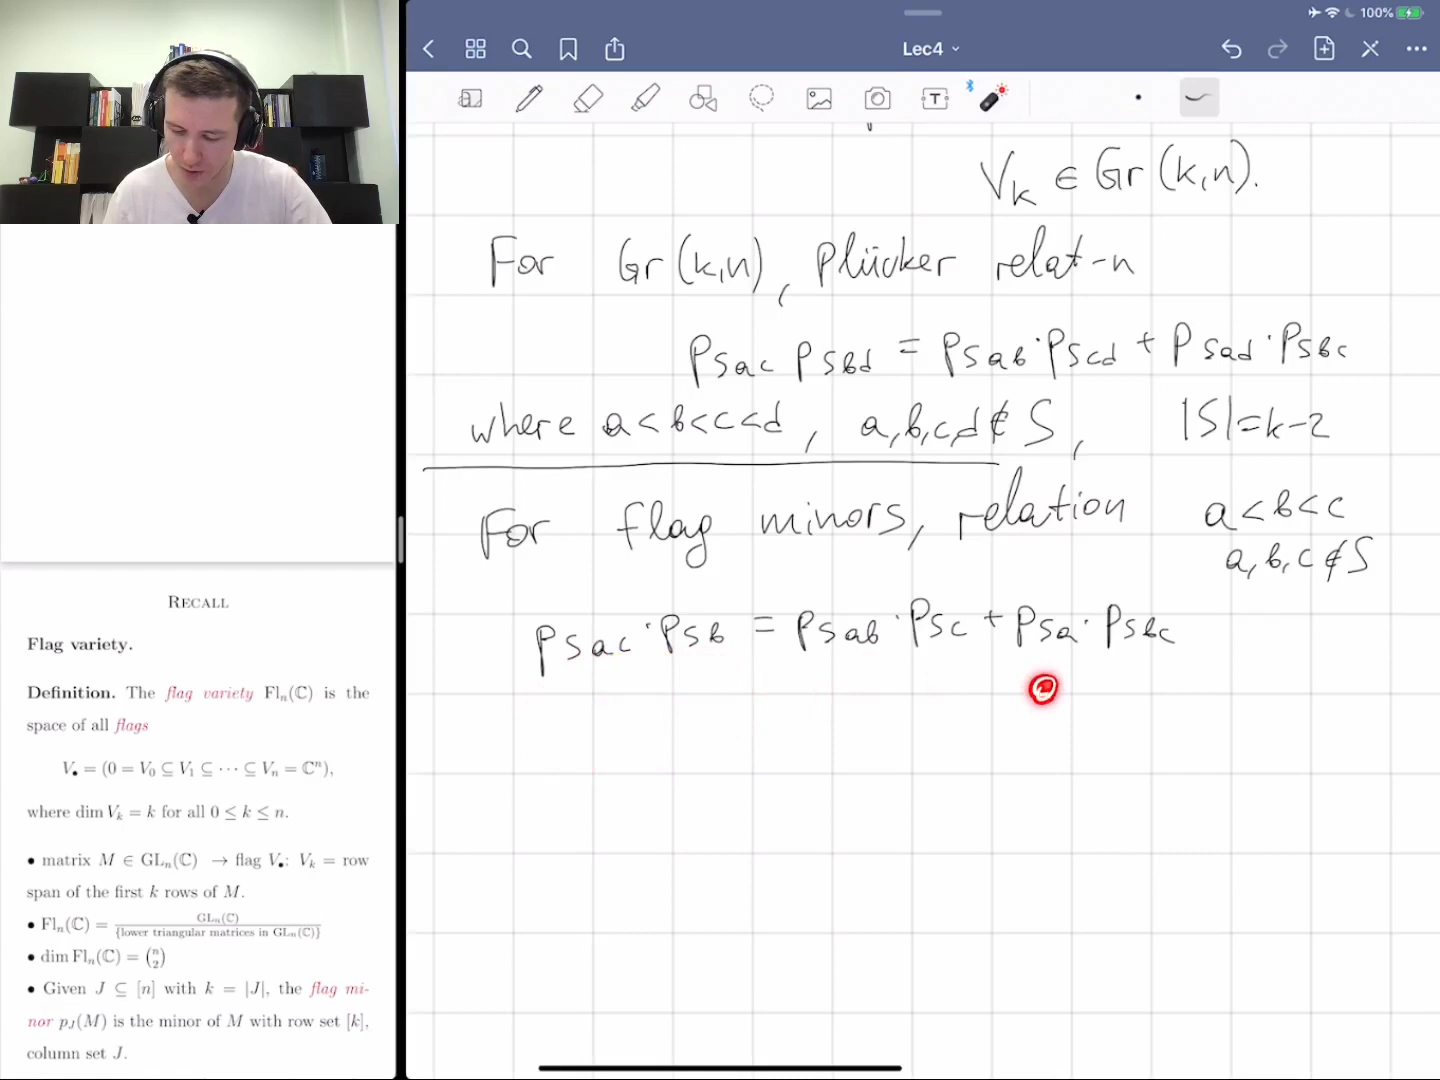 100%
Lec4
T
V_k ∈ Gr(k,n).
For Gr(k,n), Plücker relat-n
P_Sac P_Sbd = P_Sab · P_Scd + P_Sad · P_Sbc
where a<b<c<d, a,b,c,d ∉ S, |S|=k-2
For flag minors, relation a<b<c
a,b,c ∉ S
P_Sac · P_Sb = P_Sab · P_Sc + P_Sa · P_Sbc
RECALL
Flag variety.
Definition. The flag variety Fl_n(ℂ) is the
space of all flags
V_• = (0 = V_0 ⊆ V_1 ⊆ ··· ⊆ V_n = ℂ^n),
where dim V_k = k for all 0 ≤ k ≤ n.
• matrix M ∈ GL_n(ℂ) → flag V_•: V_k = row
span of the first k rows of M.
• Fl_n(ℂ) = GL_n(ℂ) / {lower triangular matrices in GL_n(ℂ)}
• dim Fl_n(ℂ) = (n 2)
• Given J ⊆ [n] with k = |J|, the flag mi-
nor p_J(M) is the minor of M with row set [k],
column set J.